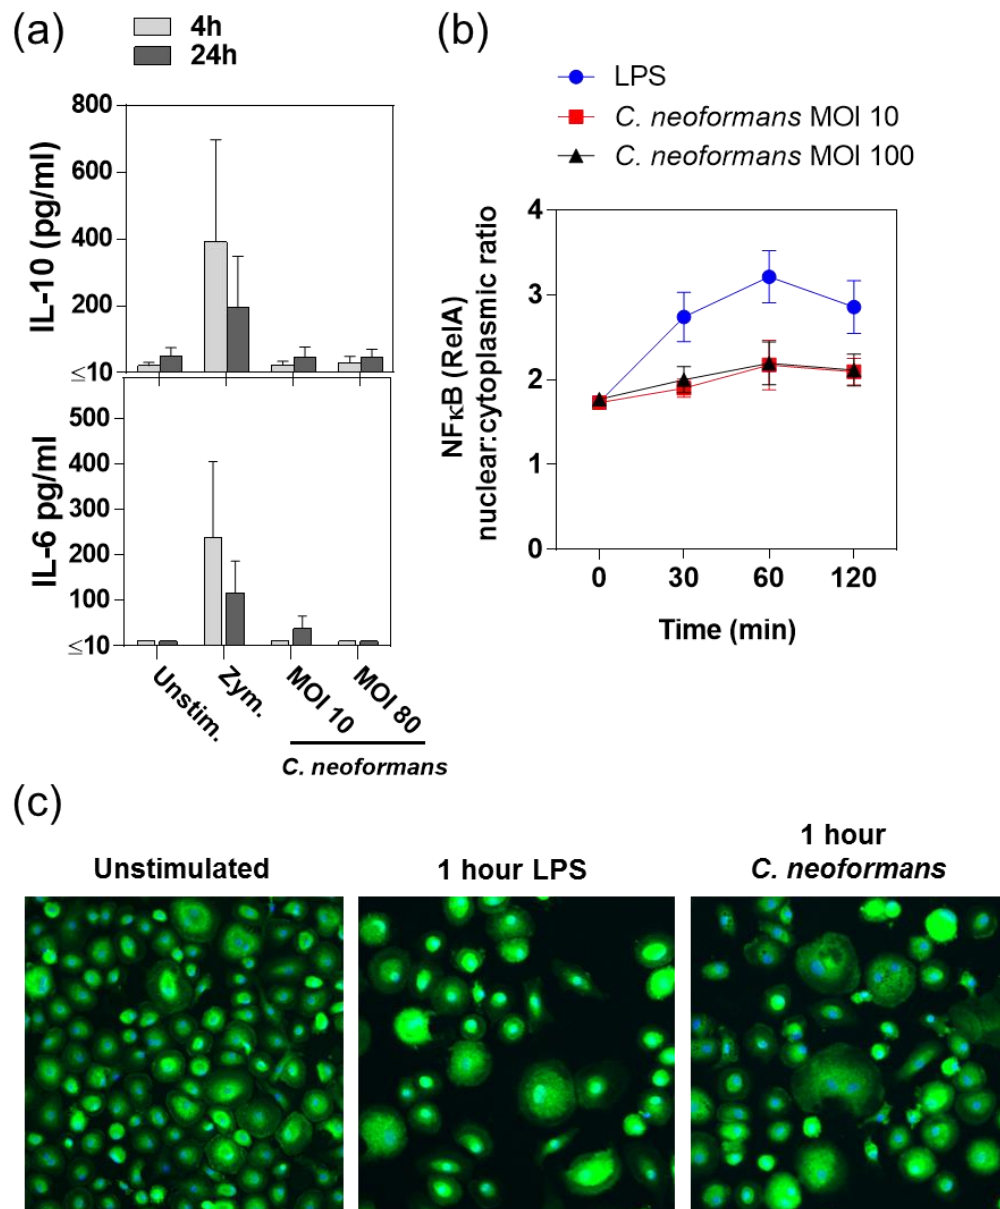 (a)
4h
24h
IL-10 (pg/ml)
800
600
400
200
≤10
IL-6 pg/ml
500
400
300
200
100
≤10
Unstim.
Zym.
MOI 10
MOI 80
C. neoformans
(b)
LPS
C. neoformans MOI 10
C. neoformans MOI 100
NFκB (RelA)
nuclear:cytoplasmic ratio
4
3
2
1
0
0 30 60 120
Time (min)
(c)
Unstimulated
1 hour LPS
1 hour
C. neoformans